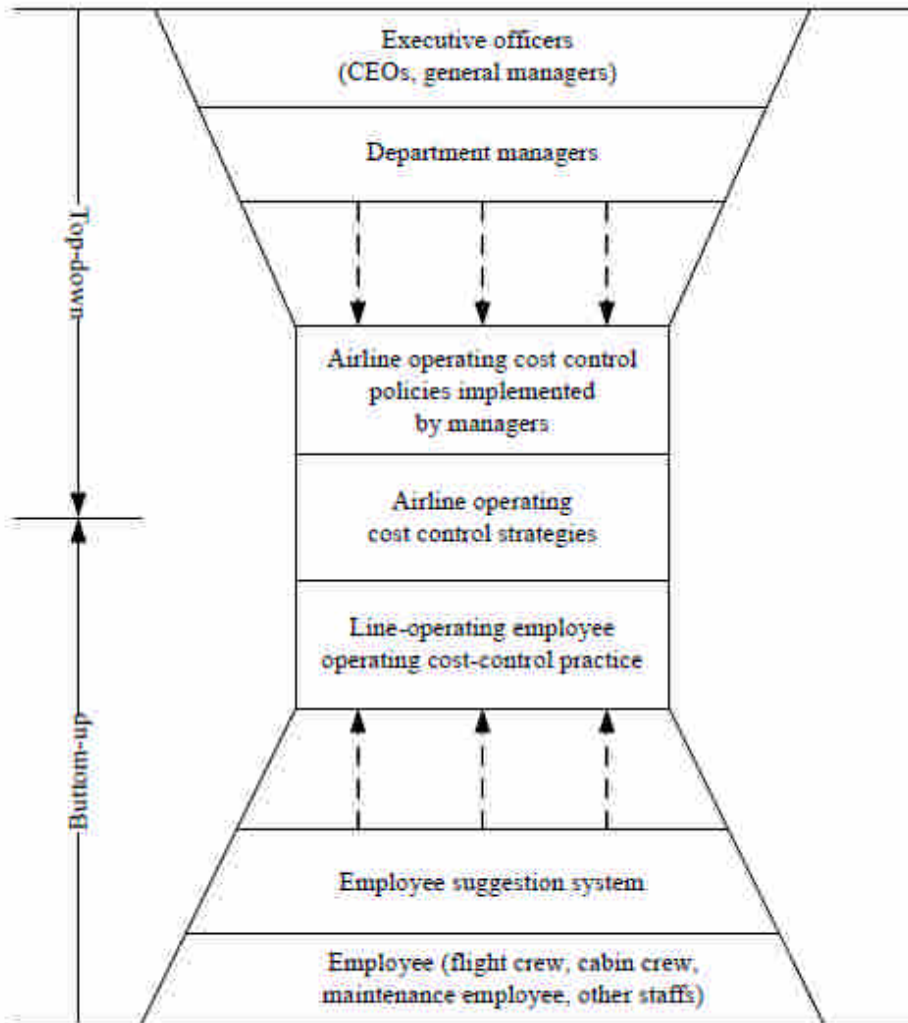 Executive officers
(CEOs, general managers)
Department managers
Top-down
Airline operating cost control
policies implemented
by managers
Airline operating
cost control strategies
Line-operating employee
operating cost-control practice
Buttom-up
Employee suggestion system
Employee (flight crew, cabin crew,
maintenance employee, other staffs)